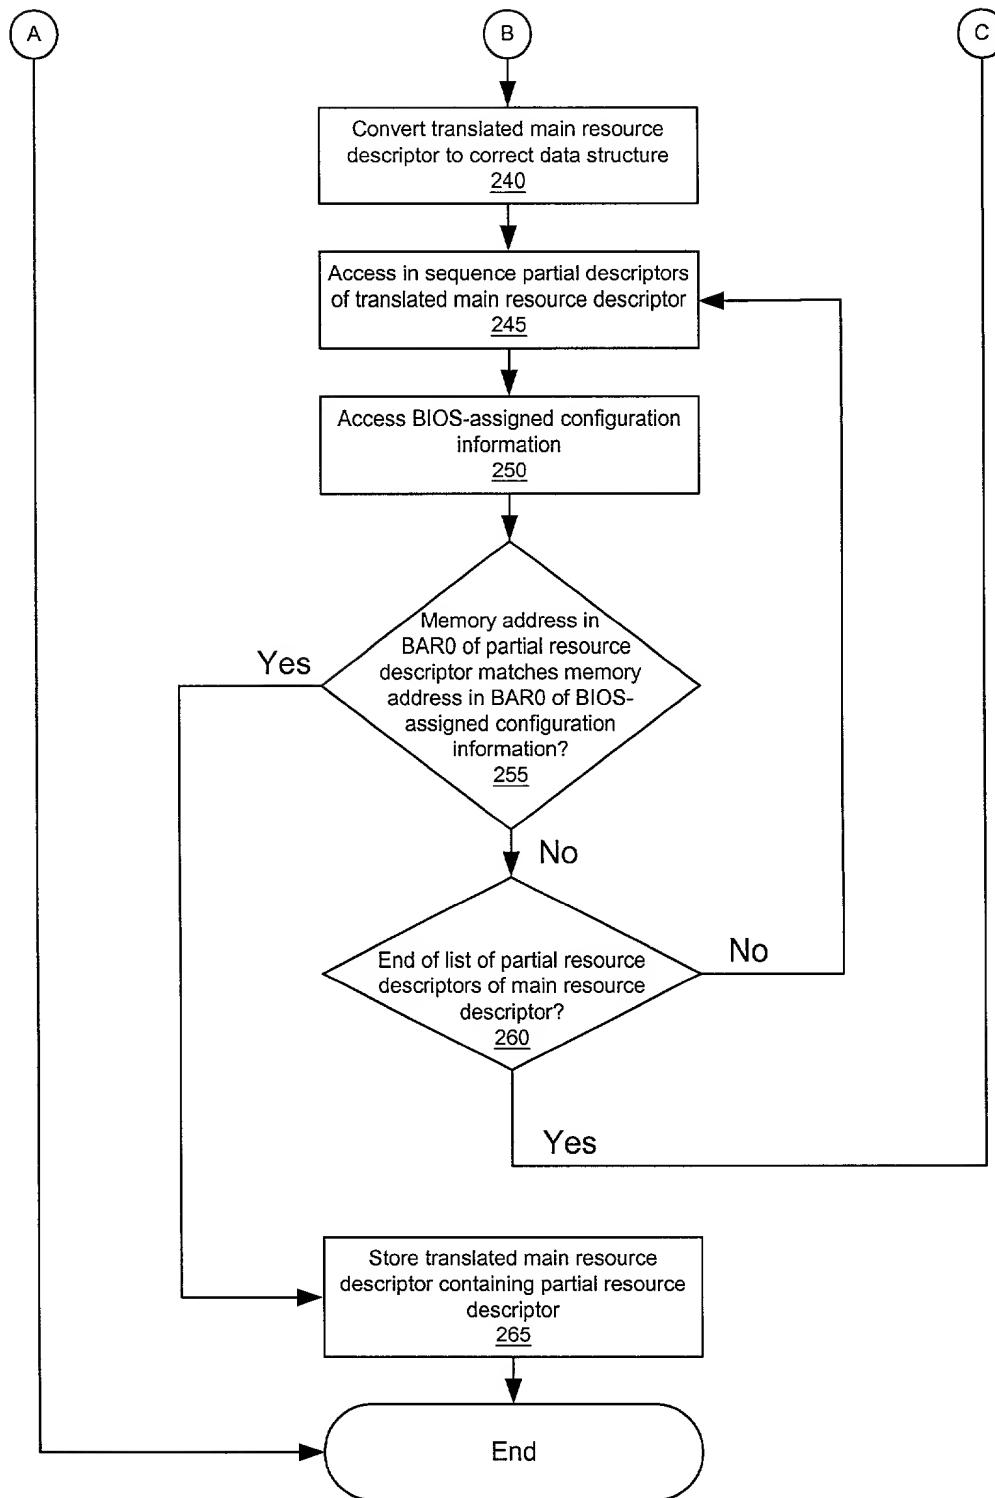 A
B
C
Convert translated main resource
descriptor to correct data structure
240
Access in sequence partial descriptors
of translated main resource descriptor
245
Access BIOS-assigned configuration
information
250
Memory address in
BAR0 of partial resource
descriptor matches memory
address in BAR0 of BIOS-
assigned configuration
information?
255
Yes
No
End of list of partial resource
descriptors of main resource
descriptor?
260
No
Yes
Store translated main resource
descriptor containing partial resource
descriptor
265
End